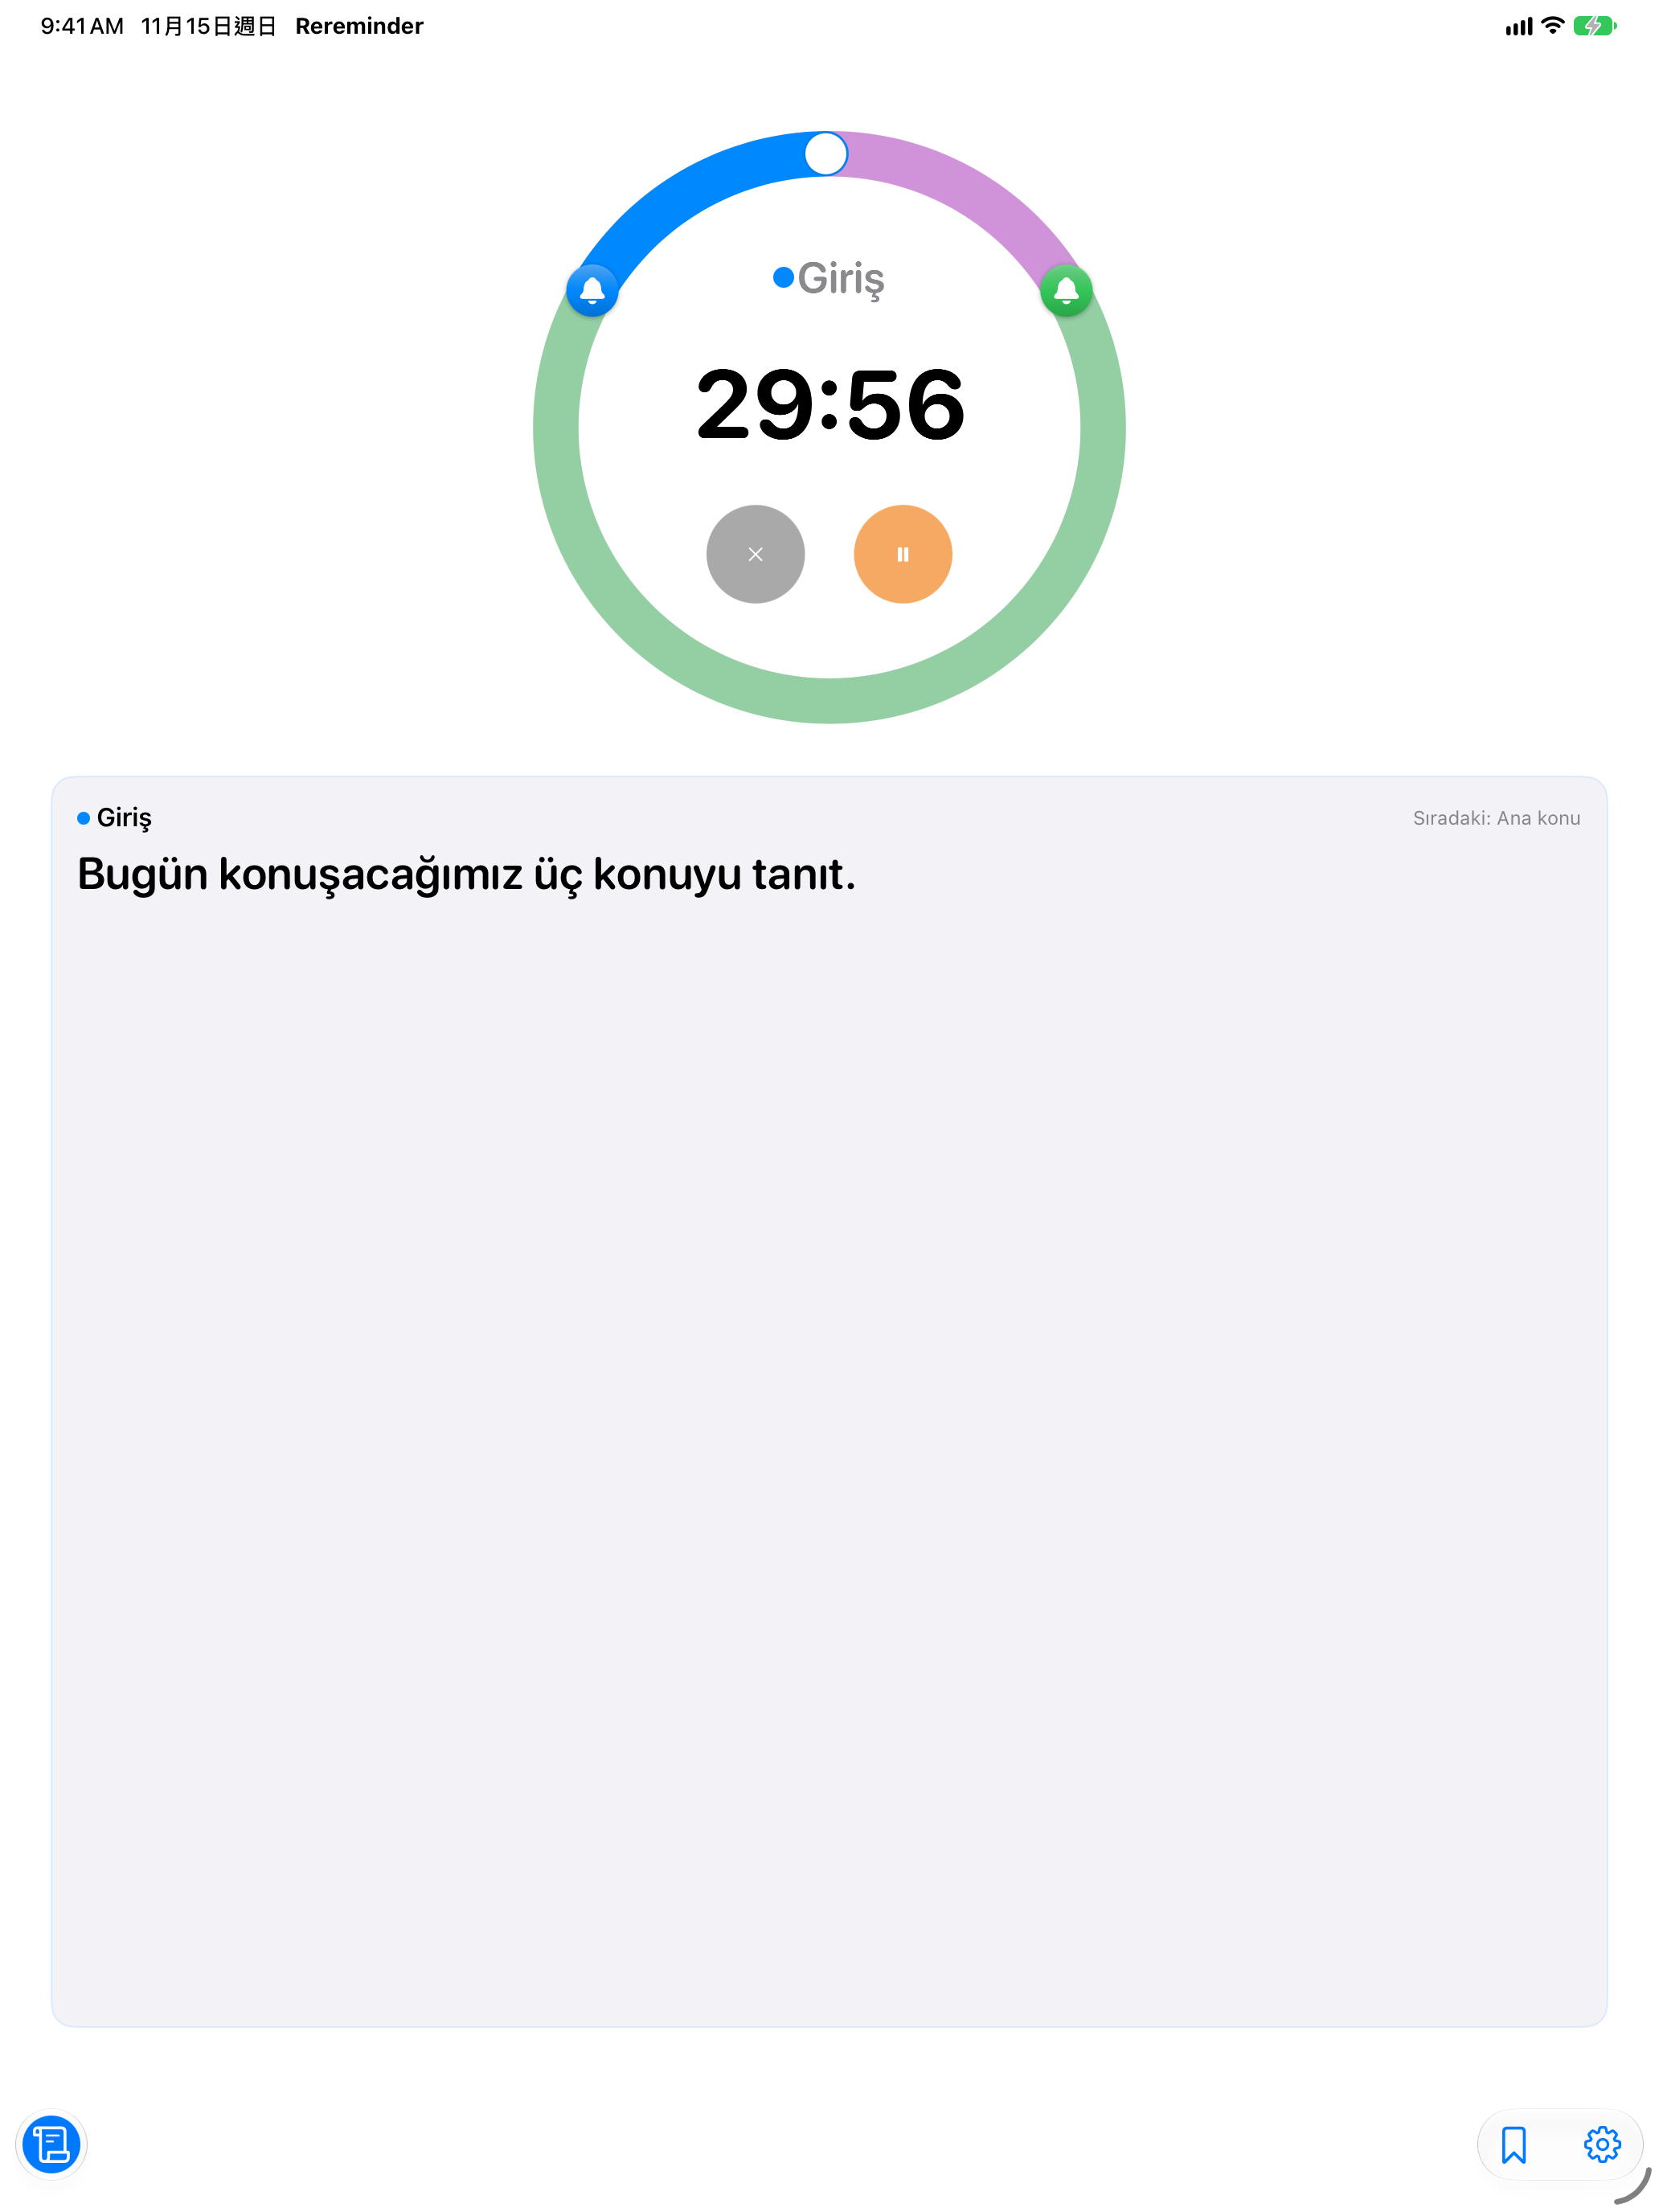 9:41 AM 11月15日週日 Rereminder
Giriş
29:56
Giriş
Sıradaki: Ana konu
Bugün konuşacağımız üç konuyu tanıt.